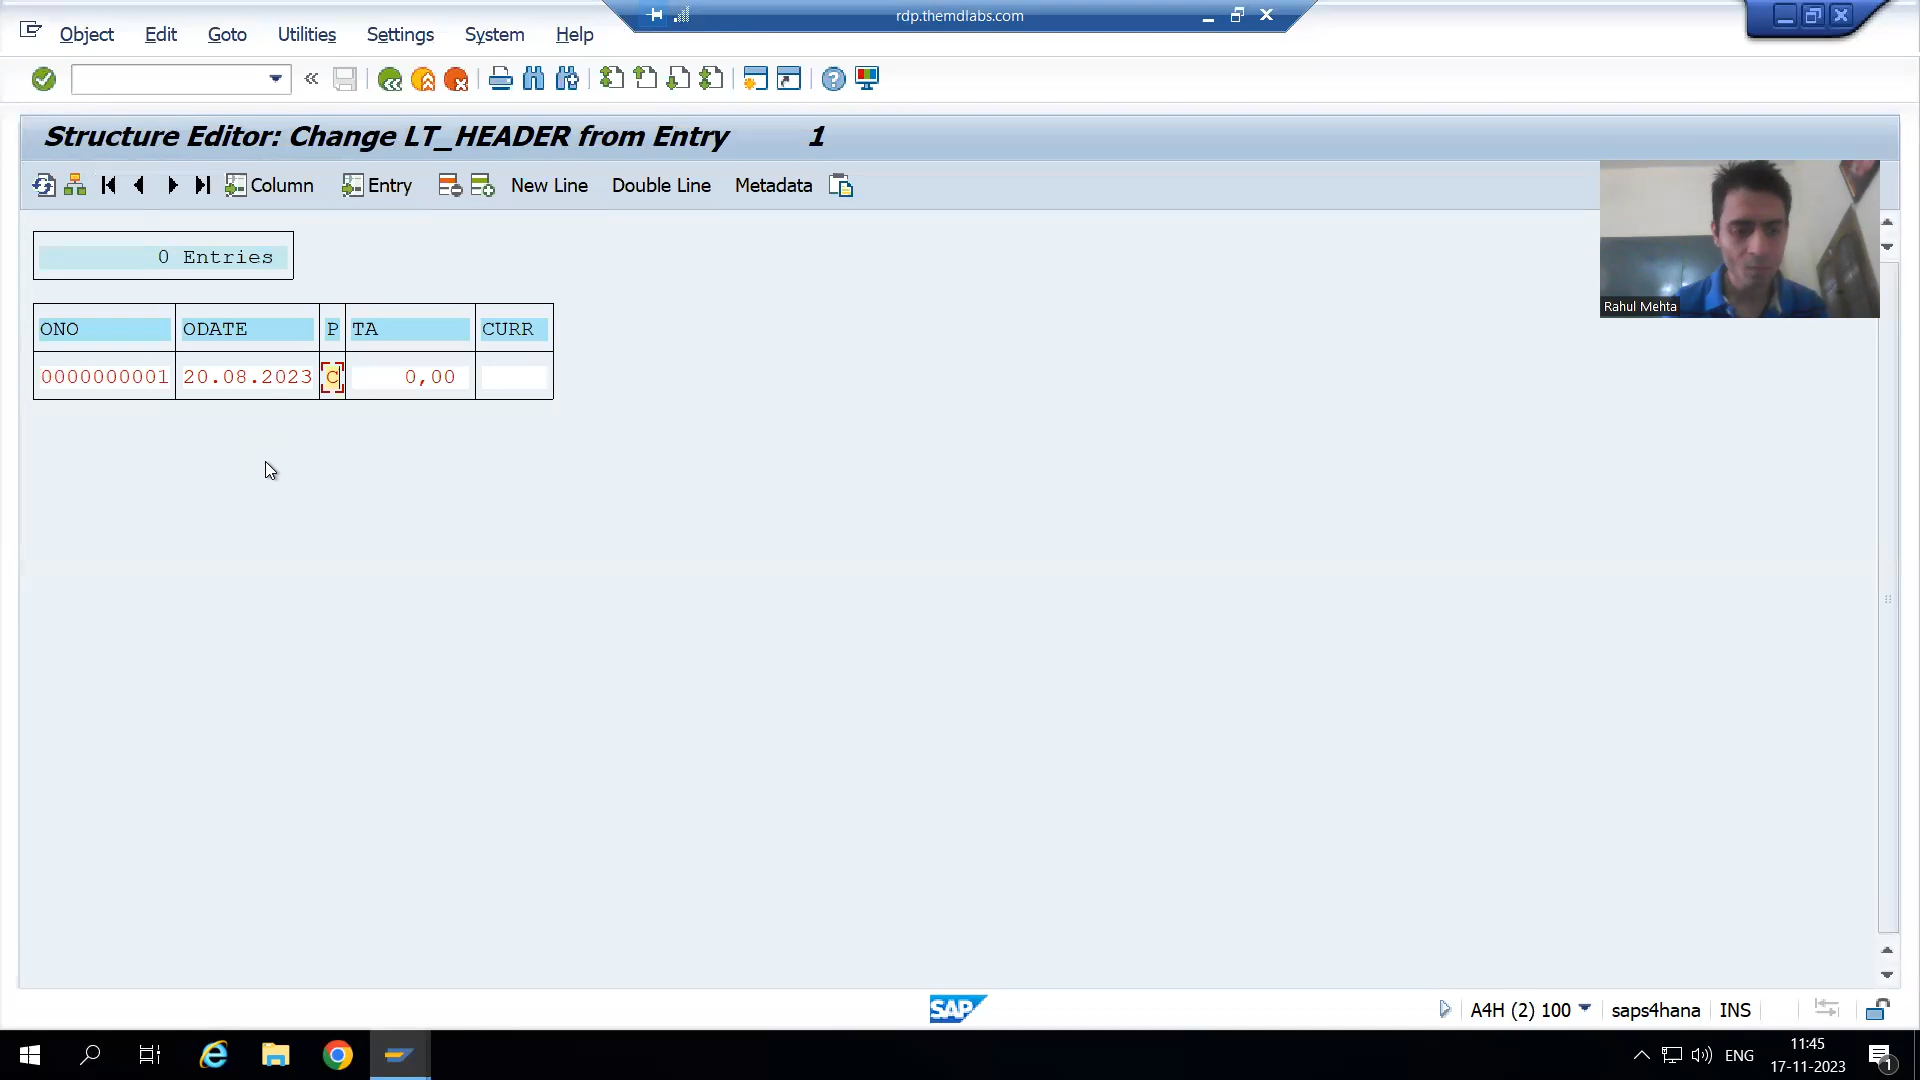 rdp.themdlabs.com
Object Edit Goto Utilities Settings System Help
Structure Editor: Change LT_HEADER from Entry 1
Column Entry New Line Double Line Metadata
Rahul Mehta
0 Entries
ONO ODATE P TA CURR
0000000001 20.08.2023 C 0,00
SAP A4H (2) 100 saps4hana INS
11:45
ENG
17-11-2023
1